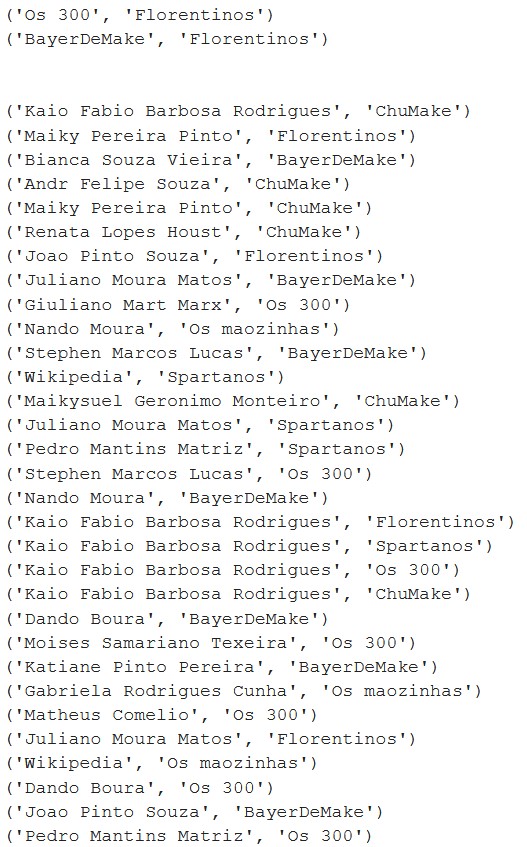 ('Os 300', 'Florentinos')
('BayerDeMake', 'Florentinos')
('Kaio Fabio Barbosa Rodrigues', 'ChuMake')
('Maiky Pereira Pinto', 'Florentinos')
('Bianca Souza Vieira', 'BayerDeMake')
('Andr Felipe Souza', 'ChuMake')
('Maiky Pereira Pinto', 'ChuMake')
('Renata Lopes Houst', 'ChuMake')
('Joao Pinto Souza', 'Florentinos')
('Juliano Moura Matos', 'BayerDeMake')
('Giuliano Mart Marx', 'Os 300')
('Nando Moura', 'Os maozinhas')
('Stephen Marcos Lucas', 'BayerDeMake')
('Wikipedia', 'Spartanos')
('Maikysuel Geronimo Monteiro', 'ChuMake')
('Juliano Moura Matos', 'Spartanos')
('Pedro Mantins Matriz', 'Spartanos')
('Stephen Marcos Lucas', 'Os 300')
('Nando Moura', 'BayerDeMake')
('Kaio Fabio Barbosa Rodrigues', 'Florentinos')
('Kaio Fabio Barbosa Rodrigues', 'Spartanos')
('Kaio Fabio Barbosa Rodrigues', 'Os 300')
('Kaio Fabio Barbosa Rodrigues', 'ChuMake')
('Dando Boura', 'BayerDeMake')
('Moises Samariano Texeira', 'Os 300')
('Katiane Pinto Pereira', 'BayerDeMake')
('Gabriela Rodrigues Cunha', 'Os maozinhas')
('Matheus Comelio', 'Os 300')
('Juliano Moura Matos', 'Florentinos')
('Wikipedia', 'Os maozinhas')
('Dando Boura', 'Os 300')
('Joao Pinto Souza', 'BayerDeMake')
('Pedro Mantins Matriz', 'Os 300')